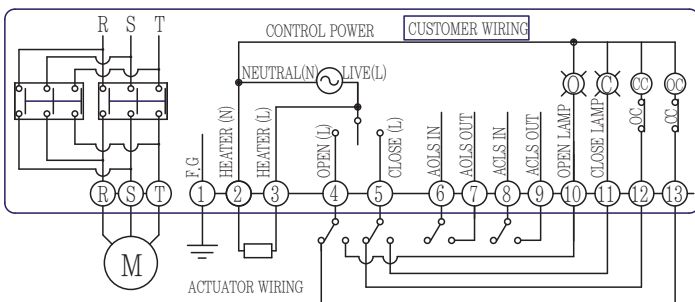 R S T
CONTROL POWER
CUSTOMER WIRING
NEUTRAL(N)
LIVE(L)
O
C
CC
OC
OC
CC
F.G
HEATER (N)
HEATER (L)
OPEN (L)
CLOSE (L)
AOLS IN
AOLS OUT
ACLS IN
ACLS OUT
OPEN LAMP
CLOSE LAMP
R S T 1 2 3 4 5 6 7 8 9 10 11 12 13
M
ACTUATOR WIRING